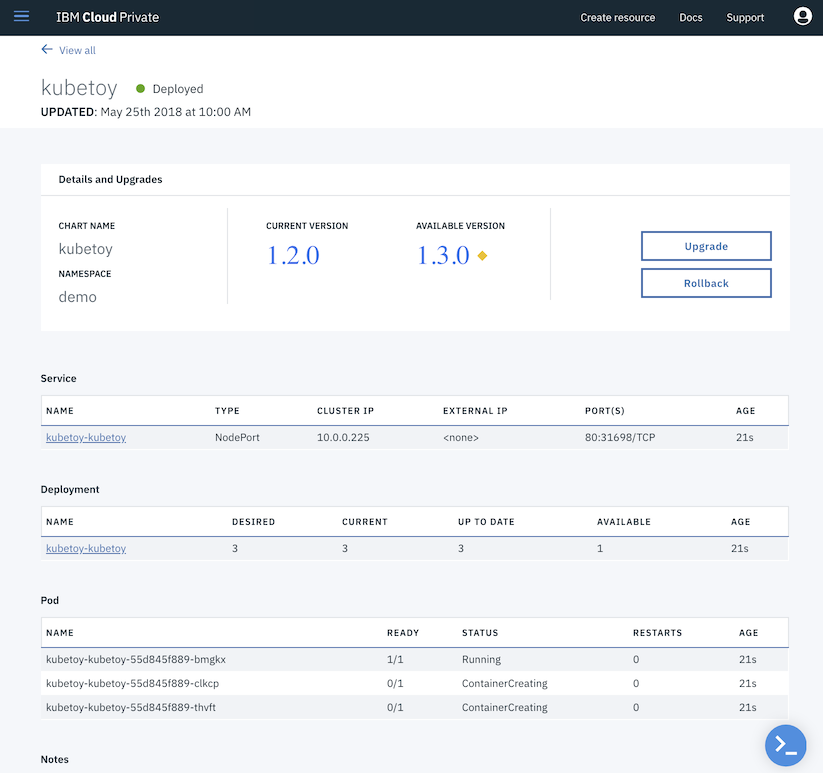 IBM Cloud Private Create resource Docs Support
View all
kubetoy Deployed
UPDATED: May 25th 2018 at 10:00 AM
Details and Upgrades
CHART NAME CURRENT VERSION AVAILABLE VERSION
kubetoy 1.2.0 1.3.0 Upgrade
NAMESPACE
demo Rollback
Service
NAME TYPE CLUSTER IP EXTERNAL IP PORT(S) AGE
kubetoy-kubetoy NodePort 10.0.0.225 <none> 80:31698/TCP 21s
Deployment
NAME DESIRED CURRENT UP TO DATE AVAILABLE AGE
kubetoy-kubetoy 3 3 3 1 21s
Pod
NAME READY STATUS RESTARTS AGE
kubetoy-kubetoy-55d845f889-bmgkx 1/1 Running 0 21s
kubetoy-kubetoy-55d845f889-clkcp 0/1 ContainerCreating 0 21s
kubetoy-kubetoy-55d845f889-thvft 0/1 ContainerCreating 0 21s
Notes